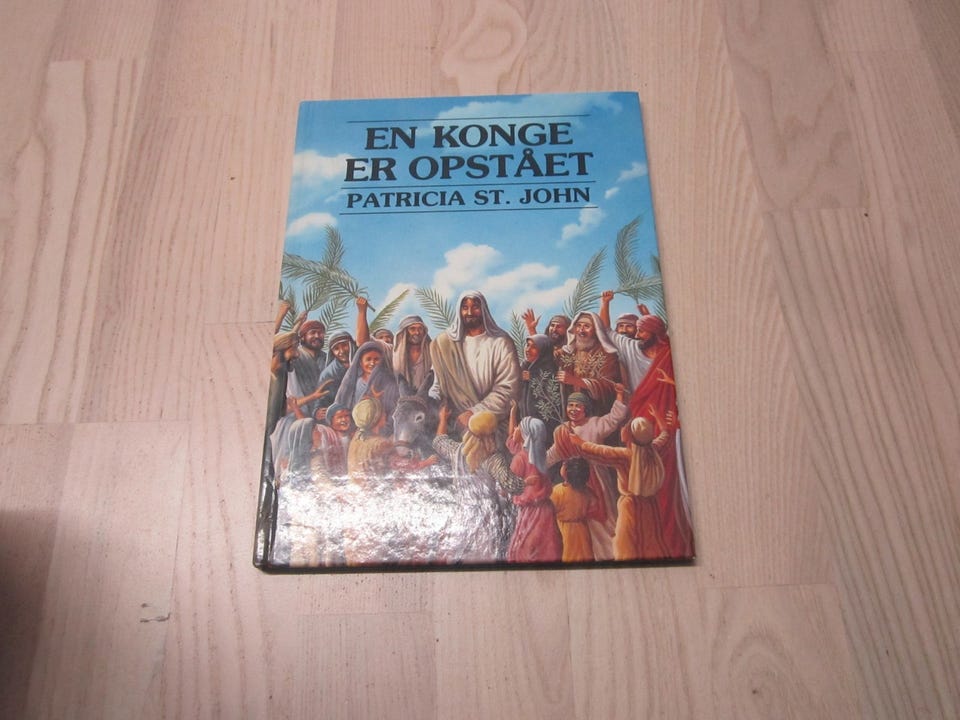 EN KONGE
ER OPSTÅET
PATRICIA ST. JOHN